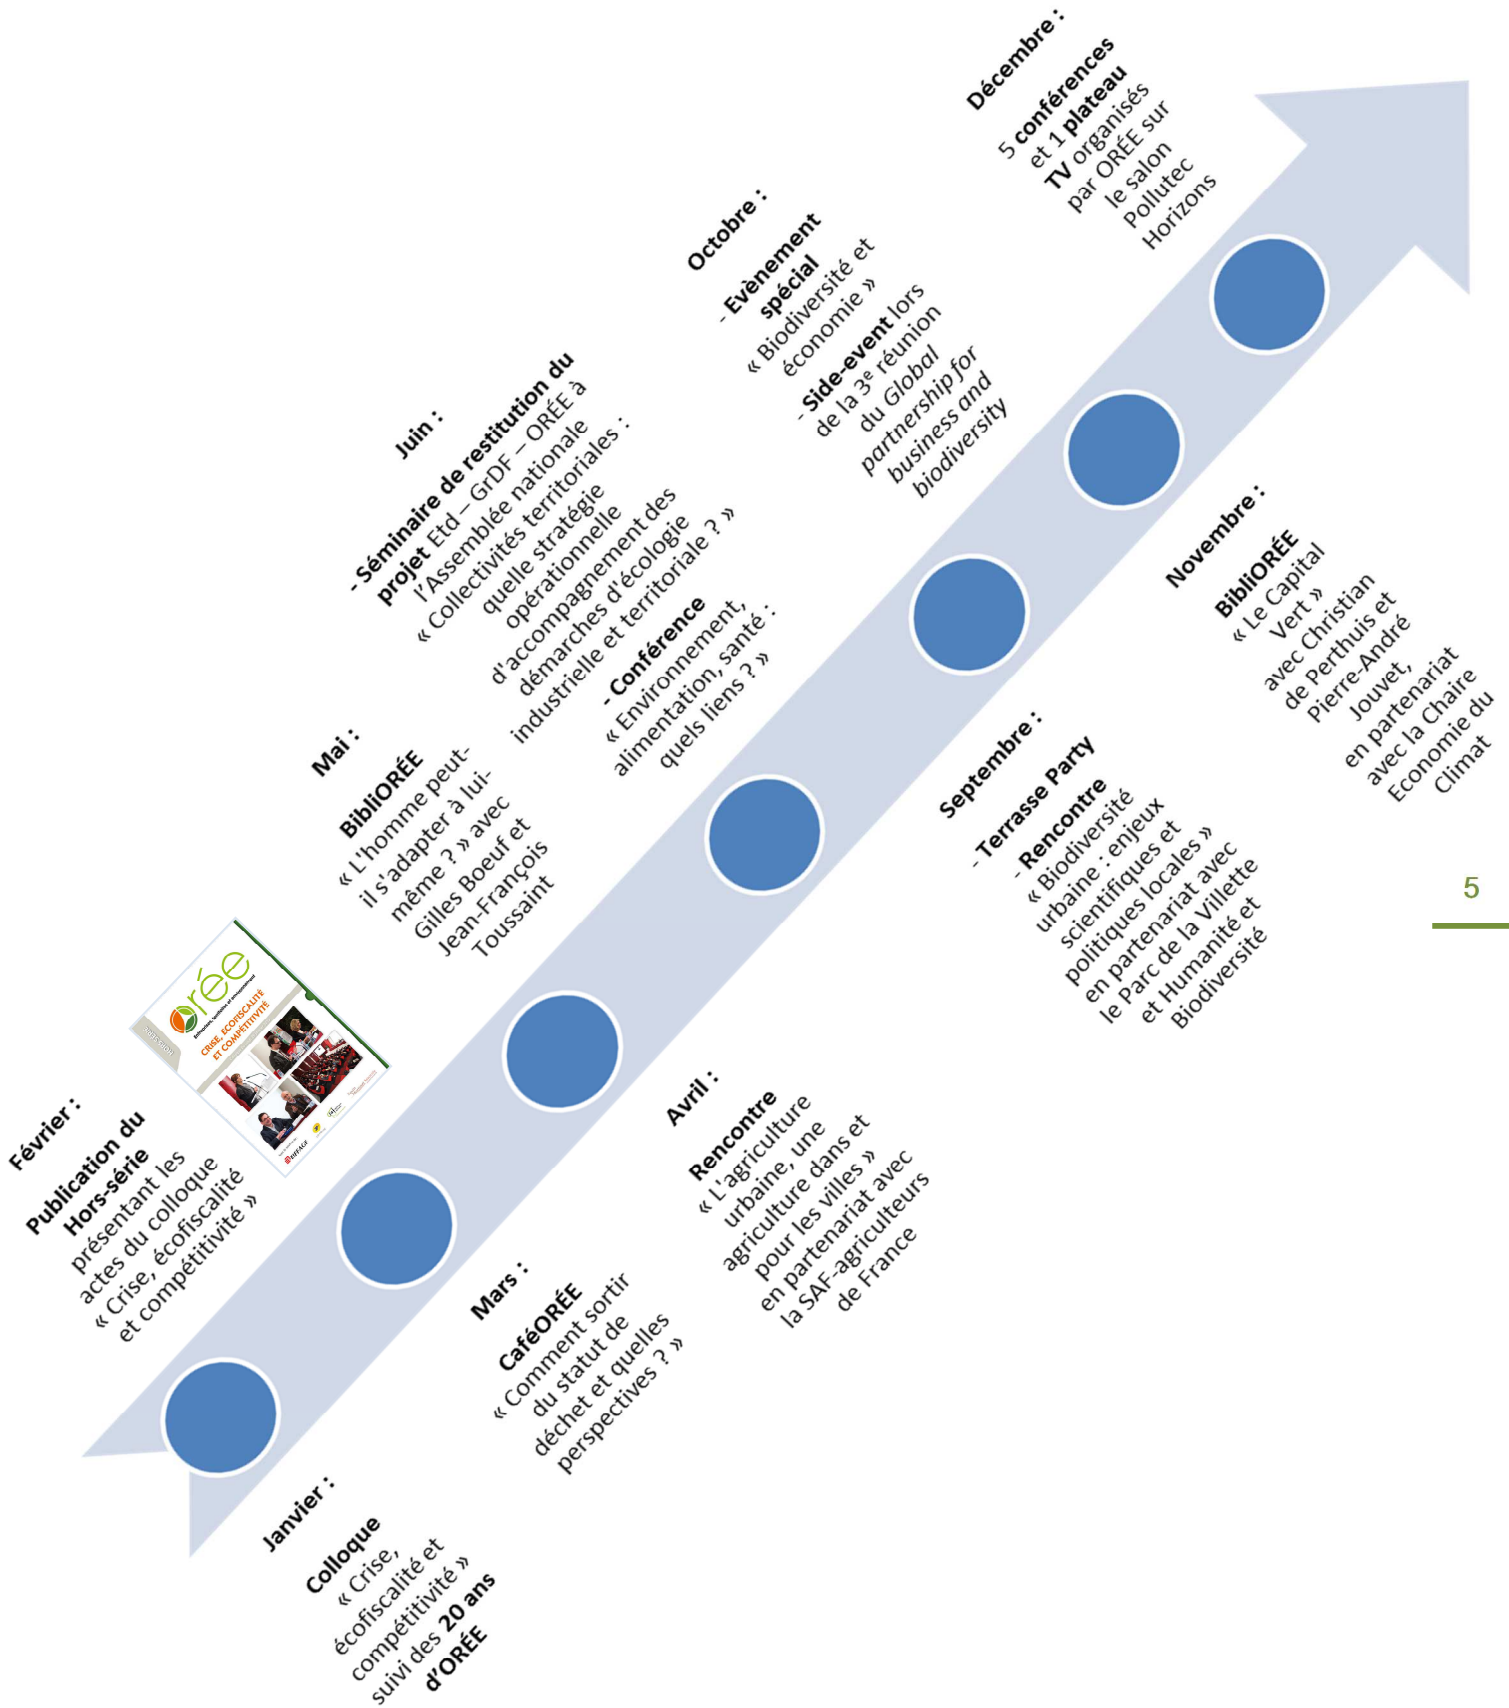 Janvier :
Colloque
« Crise,
écofiscalité et
compétitivité »
suivi des 20 ans
d'ORÉE
Février :
Publication du
Hors-série
présentant les
actes du colloque
« Crise, écofiscalité
et compétitivité »
orée
Entreprises, territoires et environnement
CRISE, ECOFISCALITÉ
ET COMPÉTITIVITÉ
EIFFAGE
Mars :
CaféORÉE
« Comment sortir
du statut de
déchet et quelles
perspectives ? »
Avril :
Rencontre
« L'agriculture
urbaine, une
agriculture dans et
pour les villes »
en partenariat avec
la SAF-agriculteurs
de France
Mai :
BibliORÉE
« L'homme peut-
il s'adapter à lui-
même ? » avec
Gilles Boeuf et
Jean-François
Toussaint
Juin :
- Séminaire de restitution du
projet Etd – GrDF – ORÉE à
l'Assemblée nationale
« Collectivités territoriales :
quelle stratégie
opérationnelle
d'accompagnement des
démarches d'écologie
industrielle et territoriale ? »
- Conférence
« Environnement,
alimentation, santé :
quels liens ? »
Septembre :
- Terrasse Party
- Rencontre
« Biodiversité
urbaine : enjeux
scientifiques et
politiques locales »
en partenariat avec
le Parc de la Villette
et Humanité et
Biodiversité
Octobre :
- Evènement
spécial
« Biodiversité et
économie »
- Side-event lors
de la 3e réunion
du Global
partnership for
business and
biodiversity
Novembre :
BibliORÉE
« Le Capital
Vert »
avec Christian
de Perthuis et
Pierre-André
Jouvet,
en partenariat
avec la Chaire
Economie du
Climat
Décembre :
5 conférences
et 1 plateau
TV organisés
par ORÉE sur
le salon
Pollutec
Horizons
5